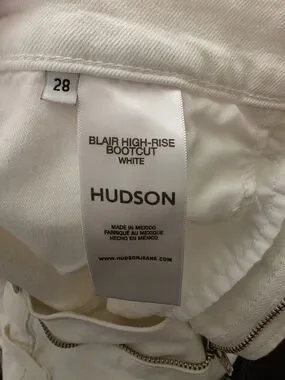 28
BLAIR HIGH-RISE
BOOTCUT
WHITE
HUDSON
MADE IN MEXICO
FABRIQUÉ AU MEXIQUE
HECHO EN MÉXICO
WWW.HUDSONJEANS.COM